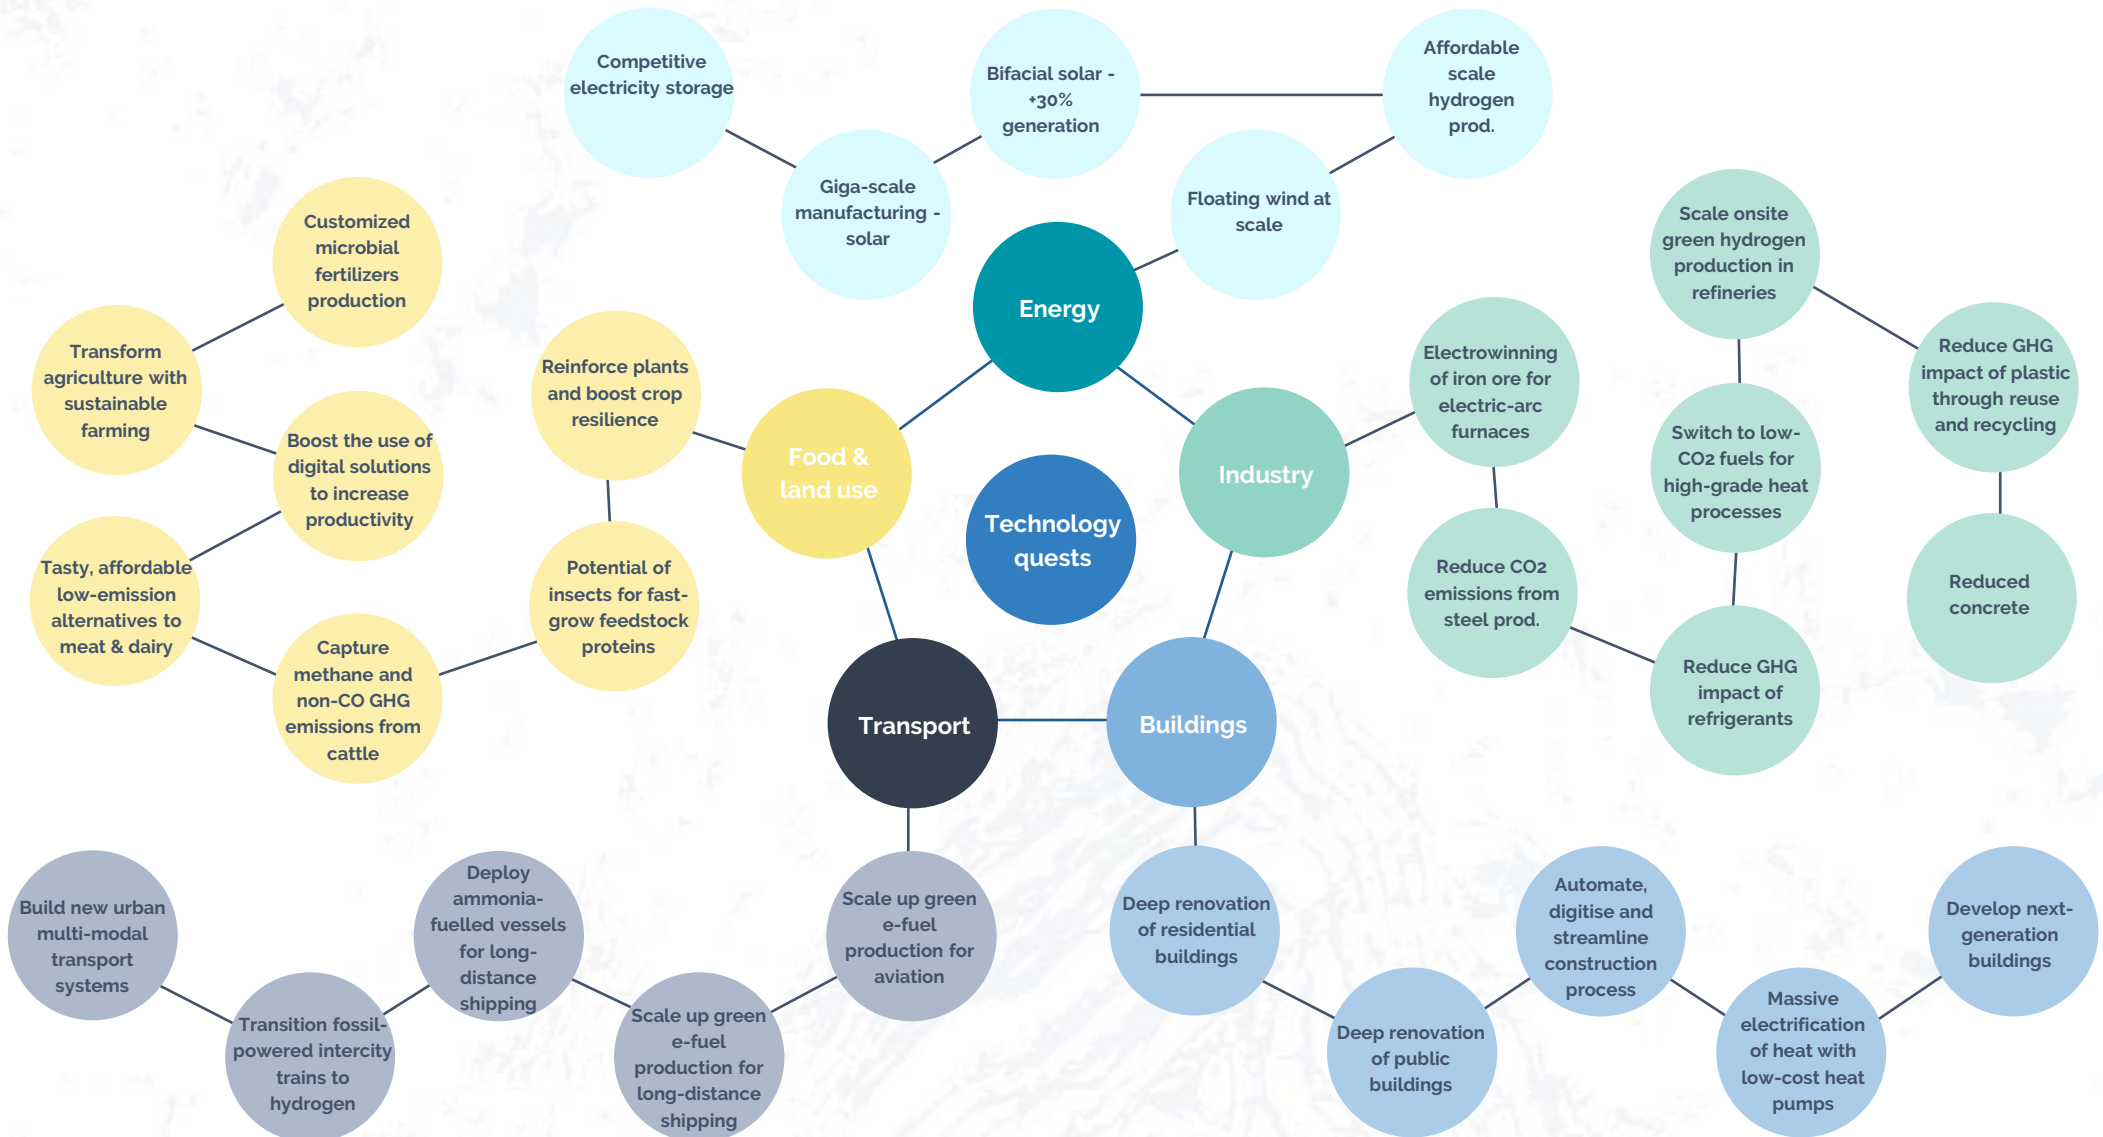 Competitive
electricity storage
Giga-scale
manufacturing -
solar
Bifacial solar -
+30%
generation
Affordable
scale
hydrogen
prod.
Floating wind at
scale
Energy
Customized
microbial
fertilizers
production
Transform
agriculture with
sustainable
farming
Boost the use of
digital solutions
to increase
productivity
Tasty, affordable
low-emission
alternatives to
meat & dairy
Capture
methane and
non-CO GHG
emissions from
cattle
Potential of
insects for fast-
grow feedstock
proteins
Reinforce plants
and boost crop
resilience
Food &
land use
Technology
quests
Industry
Electrowinning
of iron ore for
electric-arc
furnaces
Reduce CO2
emissions from
steel prod.
Reduce GHG
impact of
refrigerants
Switch to low-
CO2 fuels for
high-grade heat
processes
Scale onsite
green hydrogen
production in
refineries
Reduce GHG
impact of plastic
through reuse
and recycling
Reduced
concrete
Transport
Buildings
Build new urban
multi-modal
transport
systems
Transition fossil-
powered intercity
trains to
hydrogen
Deploy
ammonia-
fuelled vessels
for long-
distance
shipping
Scale up green
e-fuel
production for
long-distance
shipping
Scale up green
e-fuel
production for
aviation
Deep renovation
of residential
buildings
Deep renovation
of public
buildings
Automate,
digitise and
streamline
construction
process
Massive
electrification
of heat with
low-cost heat
pumps
Develop next-
generation
buildings